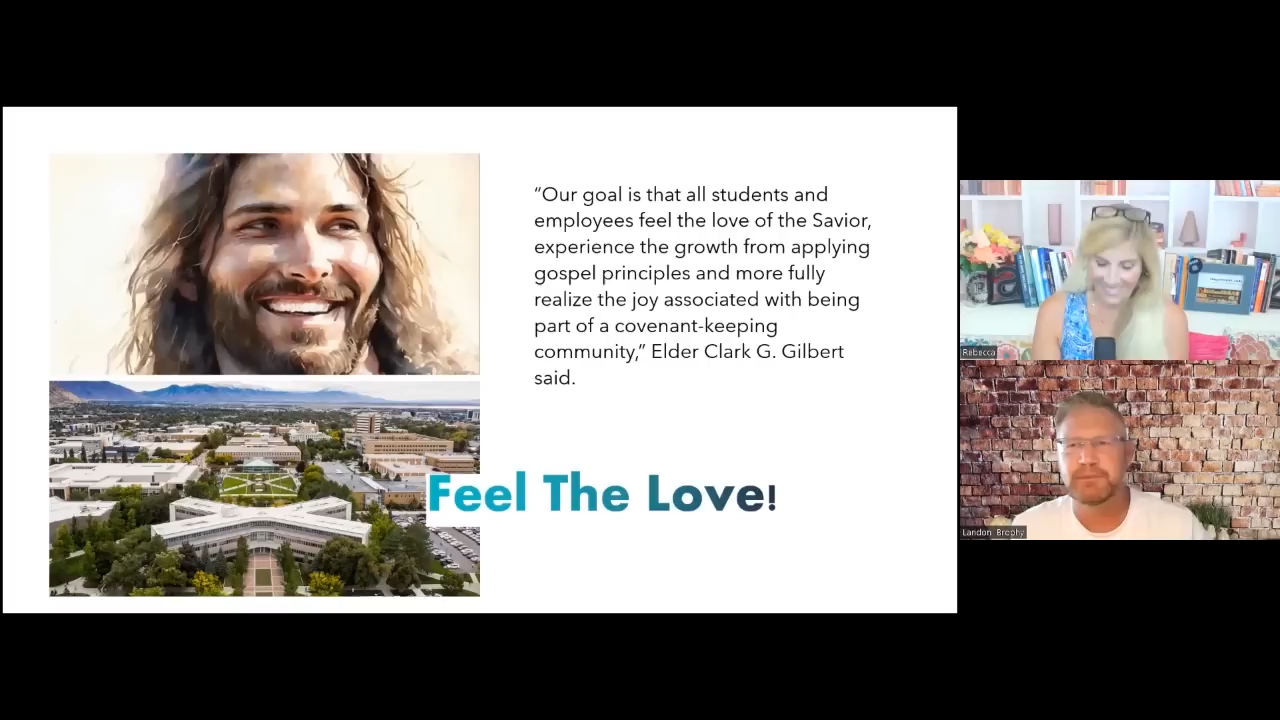 “Our goal is that all students and
employees feel the love of the Savior,
experience the growth from applying
gospel principles and more fully
realize the joy associated with being
part of a covenant-keeping
community,” Elder Clark G. Gilbert
said.
Feel The Love!
Rebecca
Landon Brophy